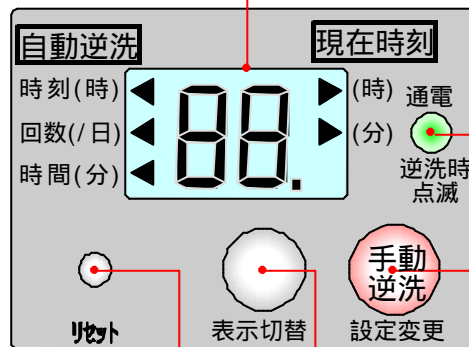 自動逆洗
現在時刻
時刻(時)
(時)
通電
88.
回数(/日)
(分)
時間(分)
逆洗時
点滅
手動
逆洗
リセット
表示切替
設定変更